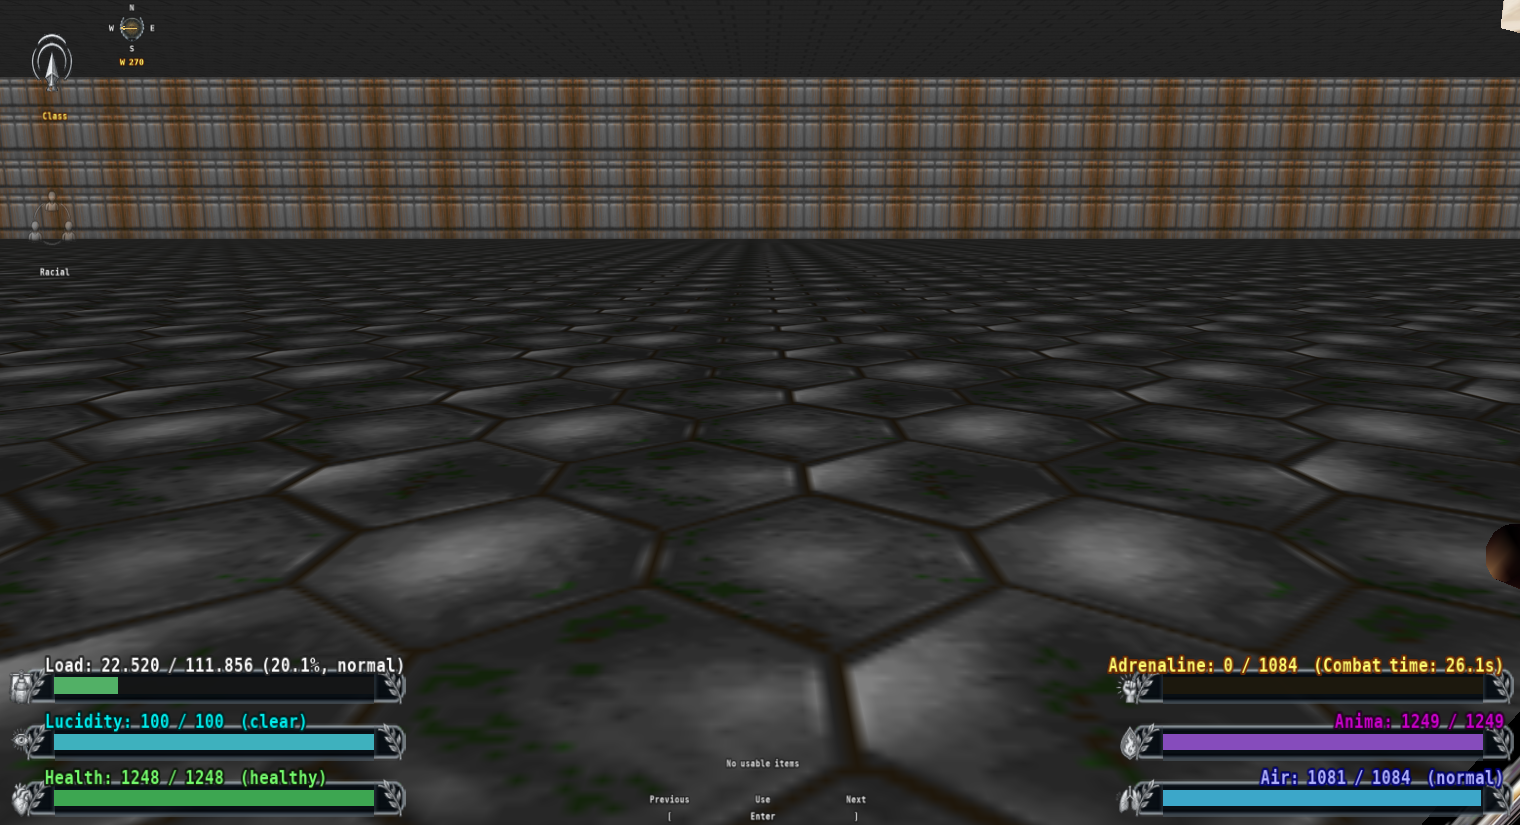 N
W E
S
W 270
Class
Racial
Load: 22.520 / 111.856 (20.1%, normal)
Lucidity: 100 / 100 (clear)
Health: 1248 / 1248 (healthy)
No usable items
Previous Use Next
[ Enter ]
Adrenaline: 0 / 1084 (Combat time: 26.1s)
Anima: 1249 / 1249
Air: 1081 / 1084 (normal)